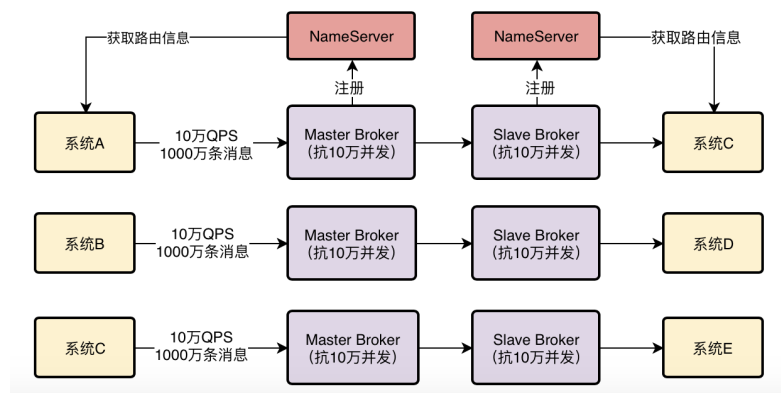 NameServer
NameServer
获取路由信息
获取路由信息
注册
注册
系统A
10万QPS
1000万条消息
Master Broker
（抗10万并发）
Slave Broker
（抗10万并发）
系统C
系统B
10万QPS
1000万条消息
Master Broker
（抗10万并发）
Slave Broker
（抗10万并发）
系统D
系统C
10万QPS
1000万条消息
Master Broker
（抗10万并发）
Slave Broker
（抗10万并发）
系统E